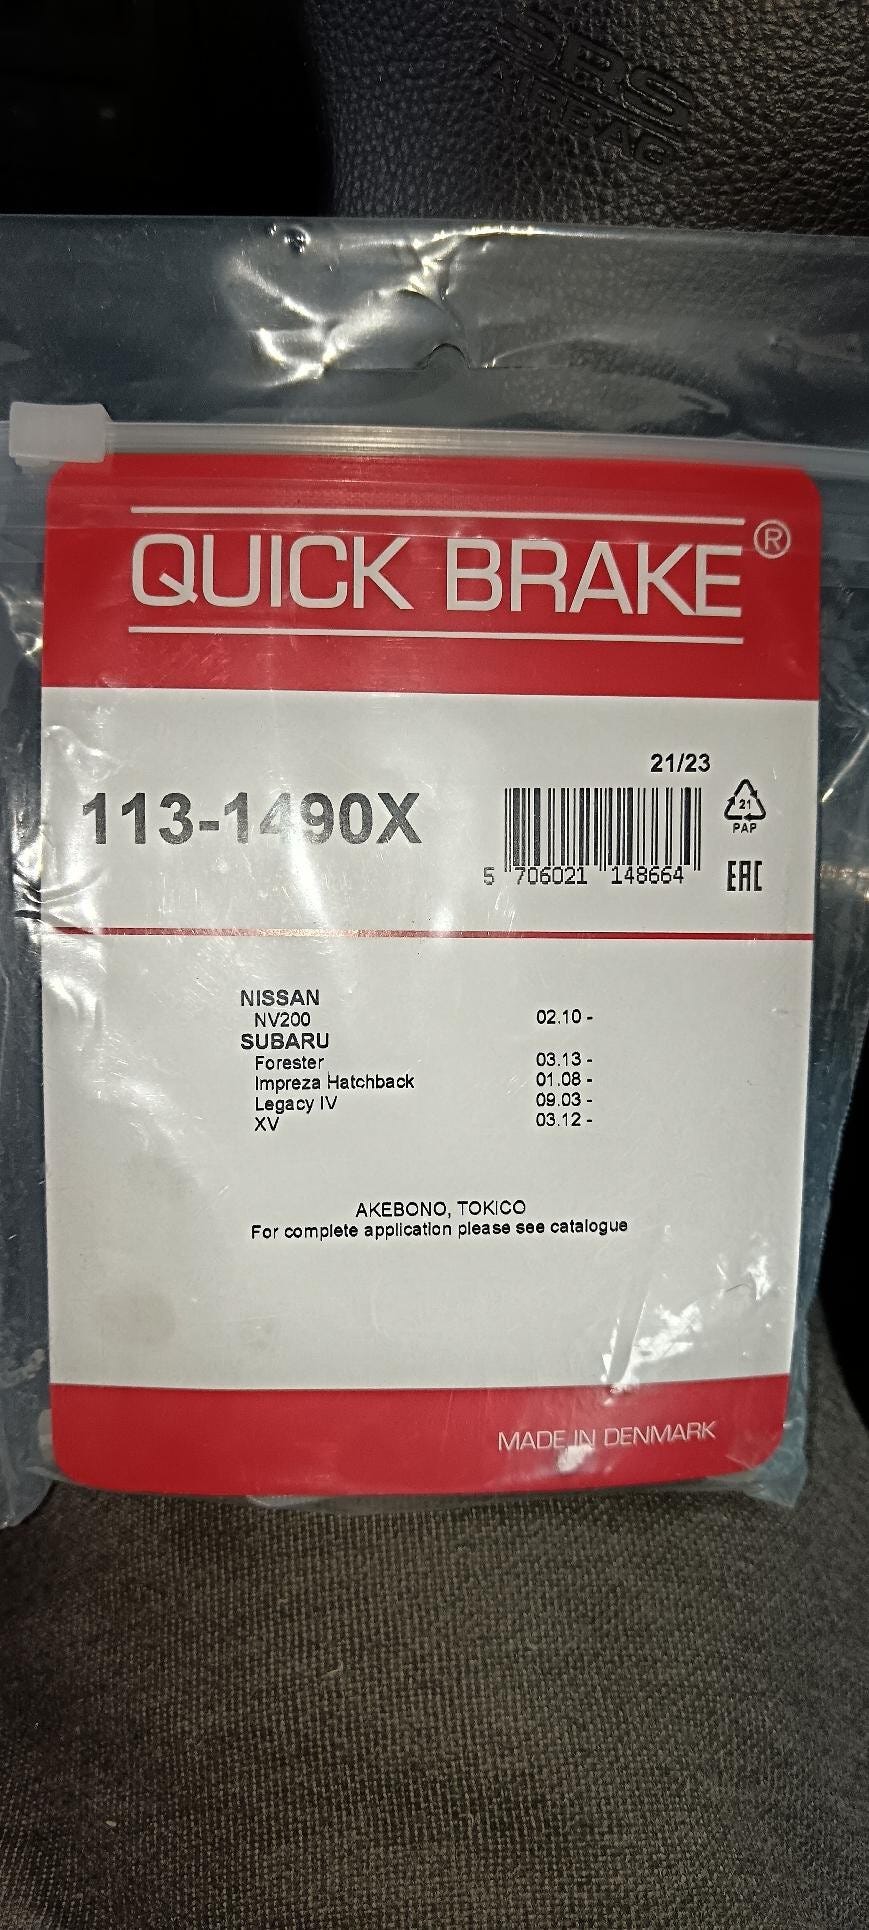 SRS
AIRBAG
QUICK BRAKE®
21/23
113-1490X
21
PAP
5 706021 148664
EAC
NISSAN
NV200 02.10 -
SUBARU
Forester 03.13 -
Impreza Hatchback 01.08 -
Legacy IV 09.03 -
XV 03.12 -
AKEBONO, TOKICO
For complete application please see catalogue
MADE IN DENMARK